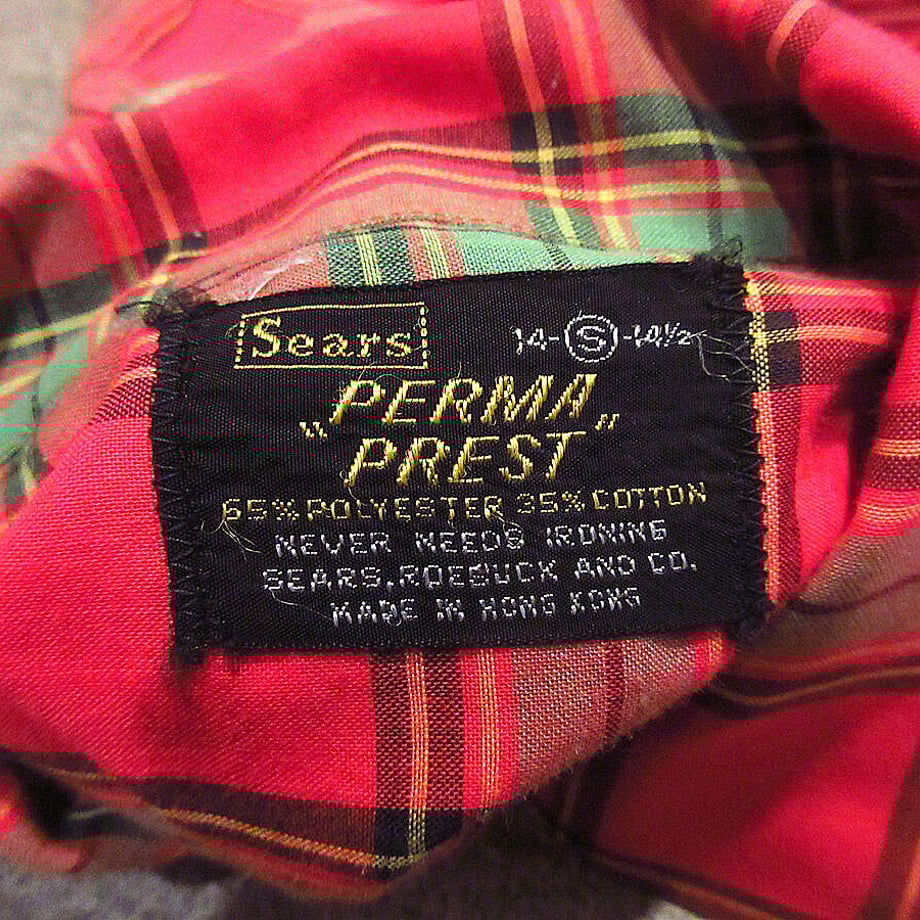 Sears 14-S-14½
"PERMA
PREST"
65% POLYESTER 35% COTTON
NEVER NEEDS IRONING
SEARS, ROEBUCK AND CO.
MADE IN HONG KONG